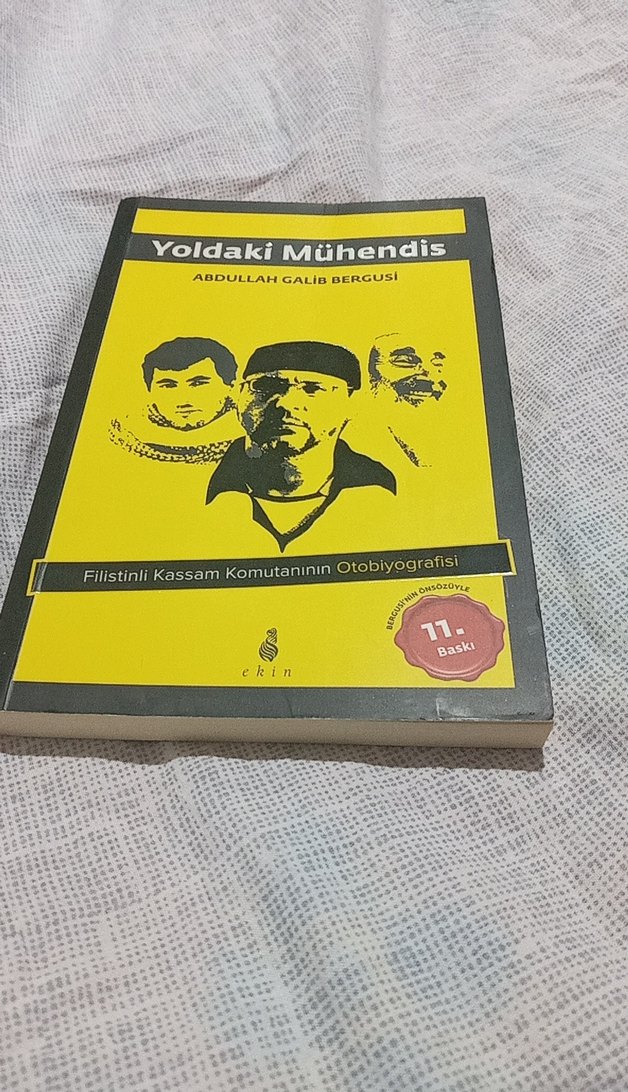 Yoldaki Mühendis
ABDULLAH GALİB BERGUSİ
Filistinli Kassam Komutanının Otobiyografisi
BERGUSİ'NİN ÖNSÖZÜYLE
11.
Baskı
ekin